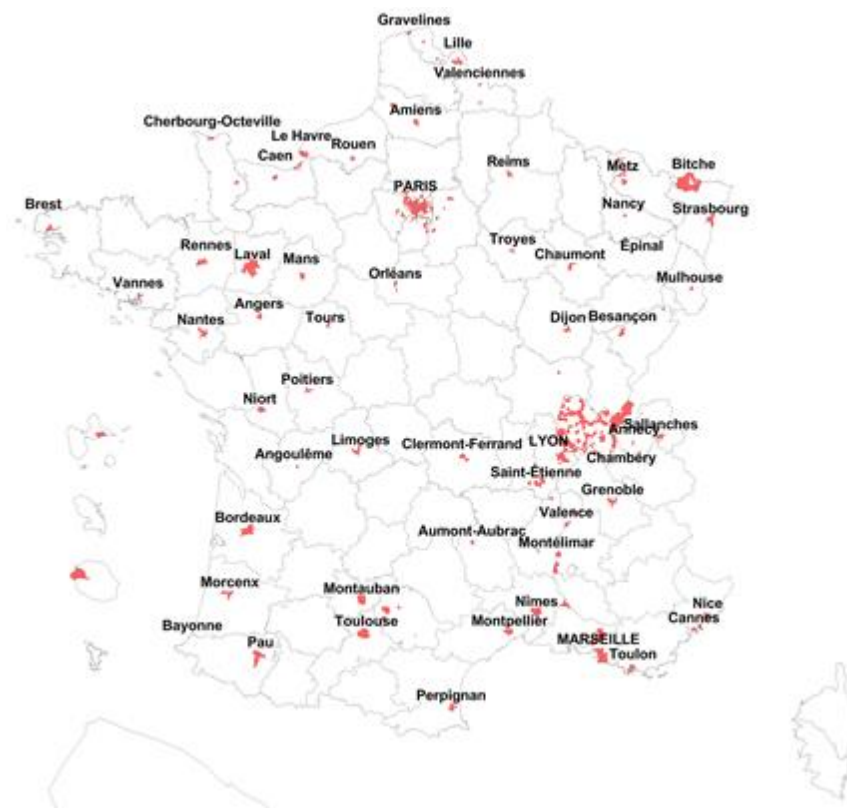 Gravelines
Lille
Valenciennes
Amiens
Cherbourg-Octeville
Le Havre
Rouen
Caen
Reims
Metz
Bitche
PARIS
Brest
Nancy
Strasbourg
Rennes
Laval
Mans
Troyes
Chaumont
Épinal
Orléans
Mulhouse
Vannes
Angers
Nantes
Tours
Dijon
Besançon
Poitiers
Niort
Sallanches
Annecy
LYON
Limoges
Clermont-Ferrand
Angoulême
Chambéry
Saint-Étienne
Grenoble
Valence
Bordeaux
Aumont-Aubrac
Montélimar
Morcenx
Montauban
Nîmes
Nice
Cannes
Bayonne
Toulouse
Montpellier
MARSEILLE
Pau
Toulon
Perpignan